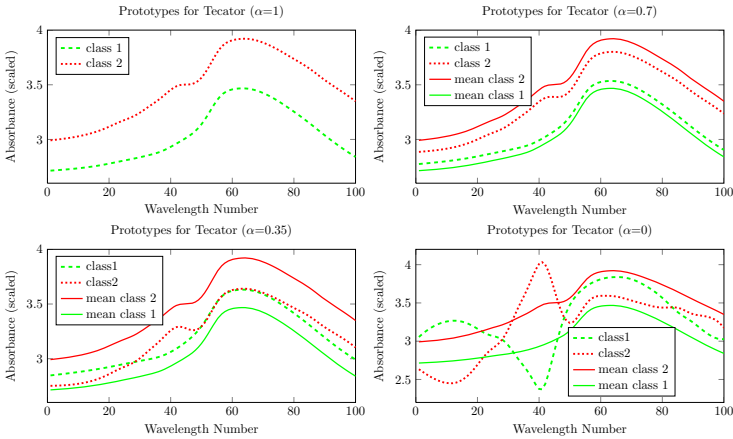 Prototypes for Tecator (α=1)
Absorbance (scaled)
4
3.5
3
class 1
class 2
0 20 40 60 80 100
Wavelength Number
Prototypes for Tecator (α=0.7)
Absorbance (scaled)
4
3.5
3
class 1
class 2
mean class 2
mean class 1
0 20 40 60 80 100
Wavelength Number
Prototypes for Tecator (α=0.35)
Absorbance (scaled)
4
3.5
3
class1
class2
mean class 2
mean class 1
0 20 40 60 80 100
Wavelength Number
Prototypes for Tecator (α=0)
Absorbance (scaled)
4
3.5
3
2.5
class1
class2
mean class 2
mean class 1
0 20 40 60 80 100
Wavelength Number